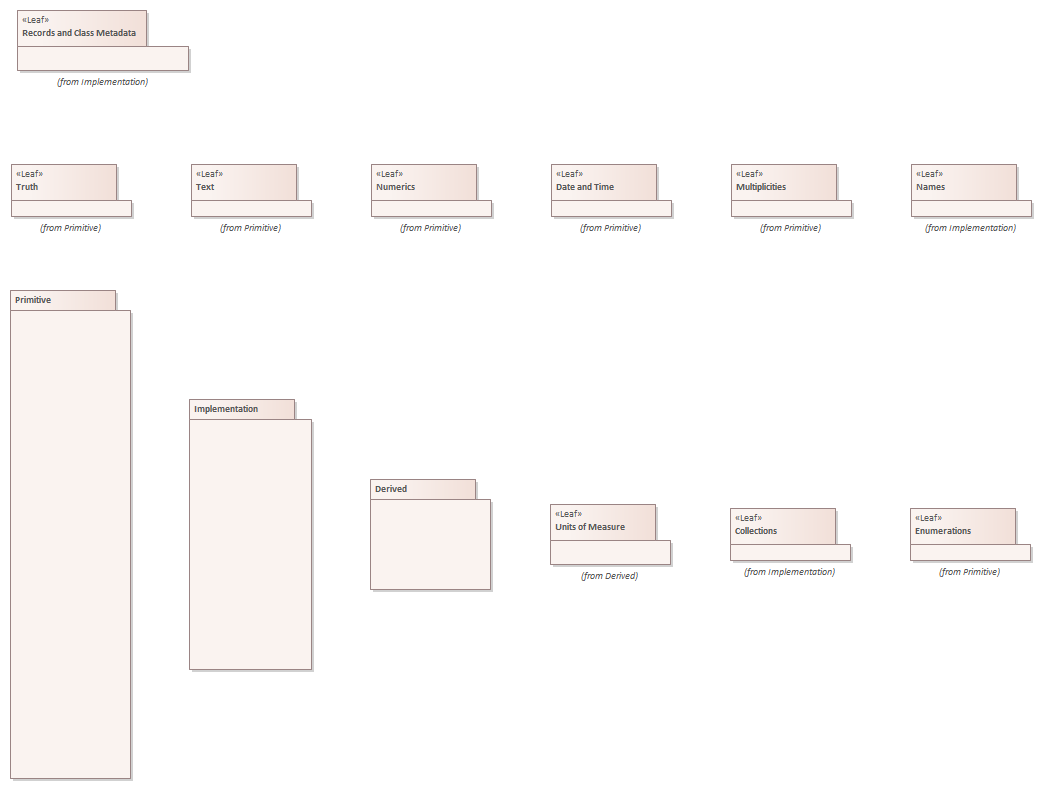 «Leaf»
Records and Class Metadata
(from Implementation)
«Leaf»
Truth
(from Primitive)
«Leaf»
Text
(from Primitive)
«Leaf»
Numerics
(from Primitive)
«Leaf»
Date and Time
(from Primitive)
«Leaf»
Multiplicities
(from Primitive)
«Leaf»
Names
(from Implementation)
Primitive
Implementation
Derived
«Leaf»
Units of Measure
(from Derived)
«Leaf»
Collections
(from Implementation)
«Leaf»
Enumerations
(from Primitive)